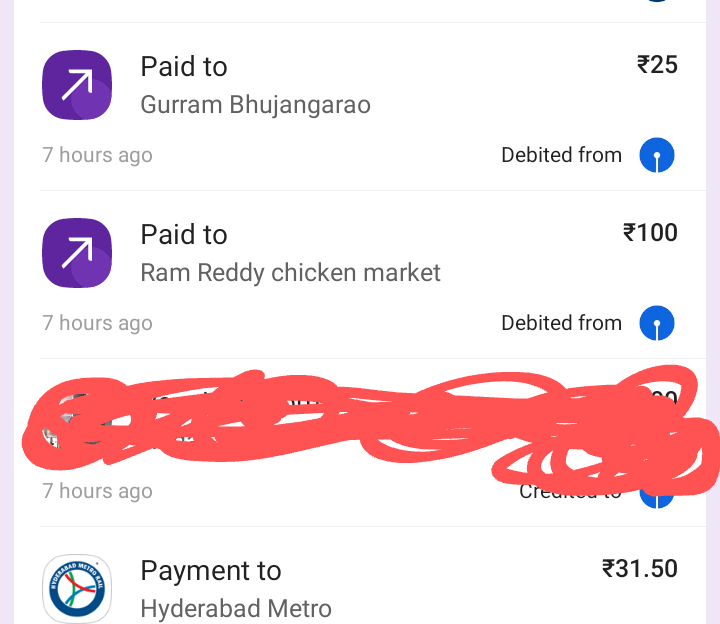 Paid to
₹25
Gurram Bhujangarao
7 hours ago
Debited from
Paid to
₹100
Ram Reddy chicken market
7 hours ago
Debited from
7 hours ago
Credited to
HYDERABAD METRO RAIL
Payment to
₹31.50
Hyderabad Metro